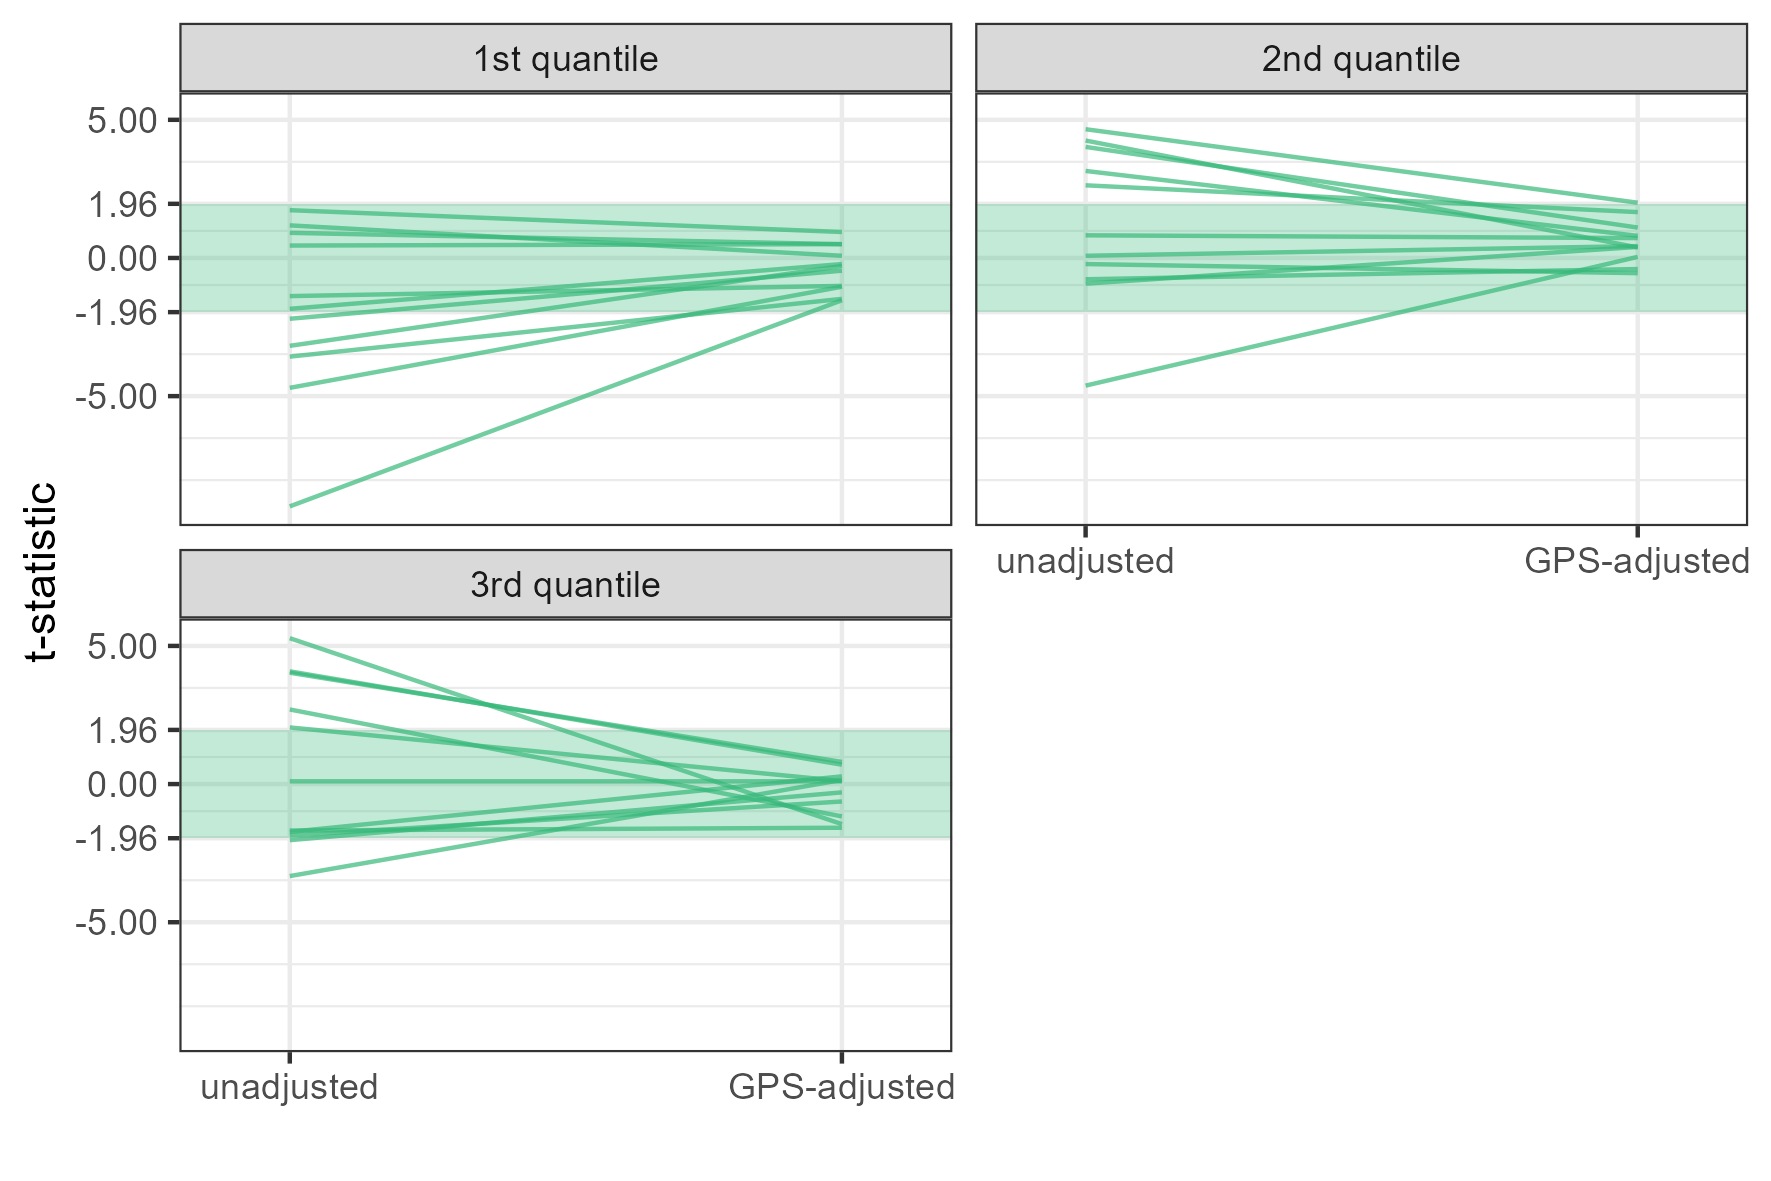 1st quantile
2nd quantile
5.00
1.96
0.00
-1.96
-5.00
unadjusted
GPS-adjusted
t-statistic
3rd quantile
5.00
1.96
0.00
-1.96
-5.00
unadjusted
GPS-adjusted